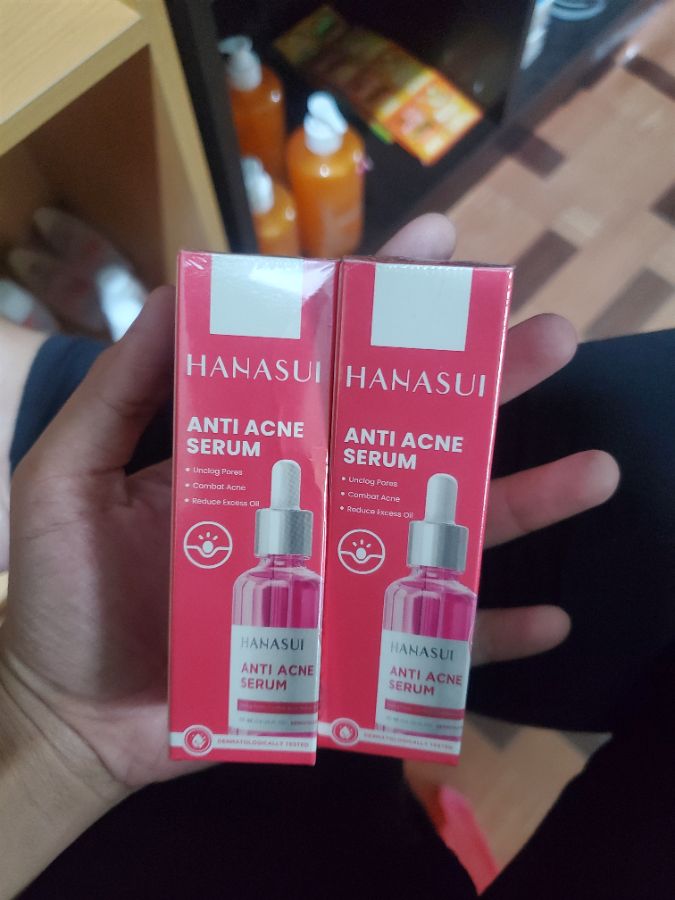 HANASUI
ANTI ACNE
SERUM
Unclog Pores
Combat Acne
Reduce Excess Oil
HANASUI
ANTI ACNE
SERUM
DERMATOLOGICALLY TESTED
HANASUI
ANTI ACNE
SERUM
Unclog Pores
Combat Acne
Reduce Excess Oil
HANASUI
ANTI ACNE
SERUM
DERMATOLOGICALLY TESTED